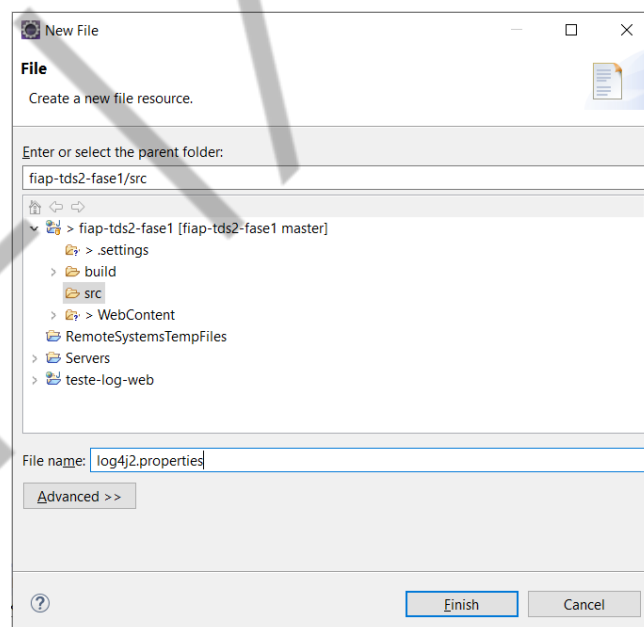 New File
File
Create a new file resource.
Enter or select the parent folder:
fiap-tds2-fase1/src
> fiap-tds2-fase1 [fiap-tds2-fase1 master]
> .settings
build
src
> WebContent
RemoteSystemsTempFiles
Servers
teste-log-web
File name: log4j2.properties
Advanced >>
Finish Cancel